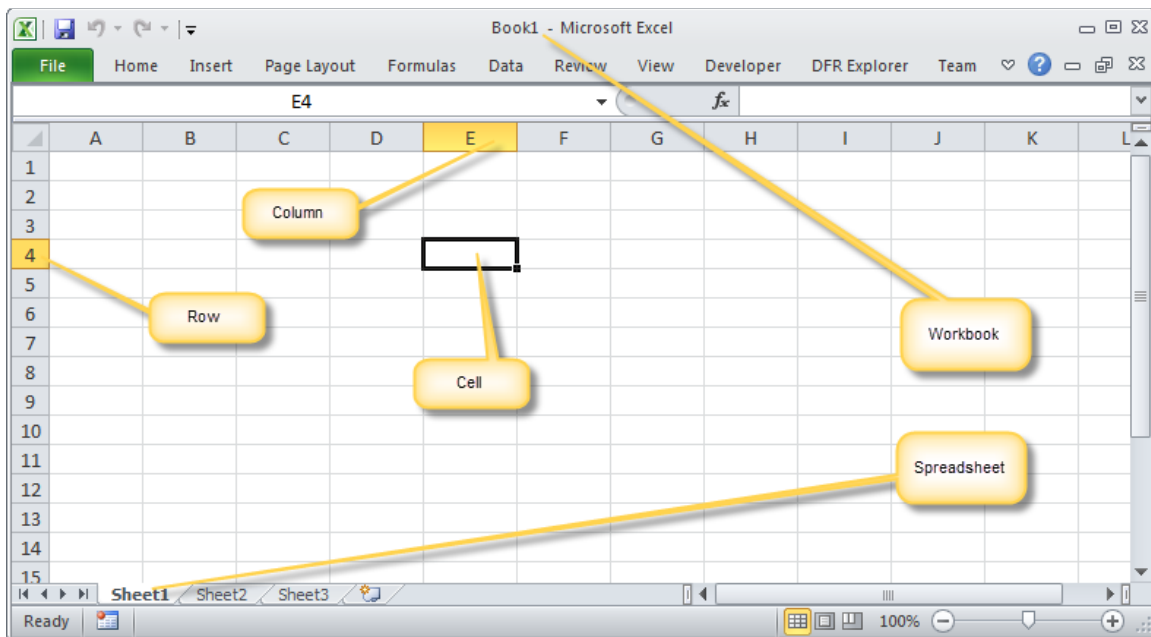 Book1 - Microsoft Excel
File Home Insert Page Layout Formulas Data Review View Developer DFR Explorer Team
E4 fx
A B C D E F G H I J K L
1
2
Column
3
4
5
6
Row
7
Workbook
8
Cell
9
10
11
Spreadsheet
12
13
14
15
Sheet1 Sheet2 Sheet3
Ready 100%